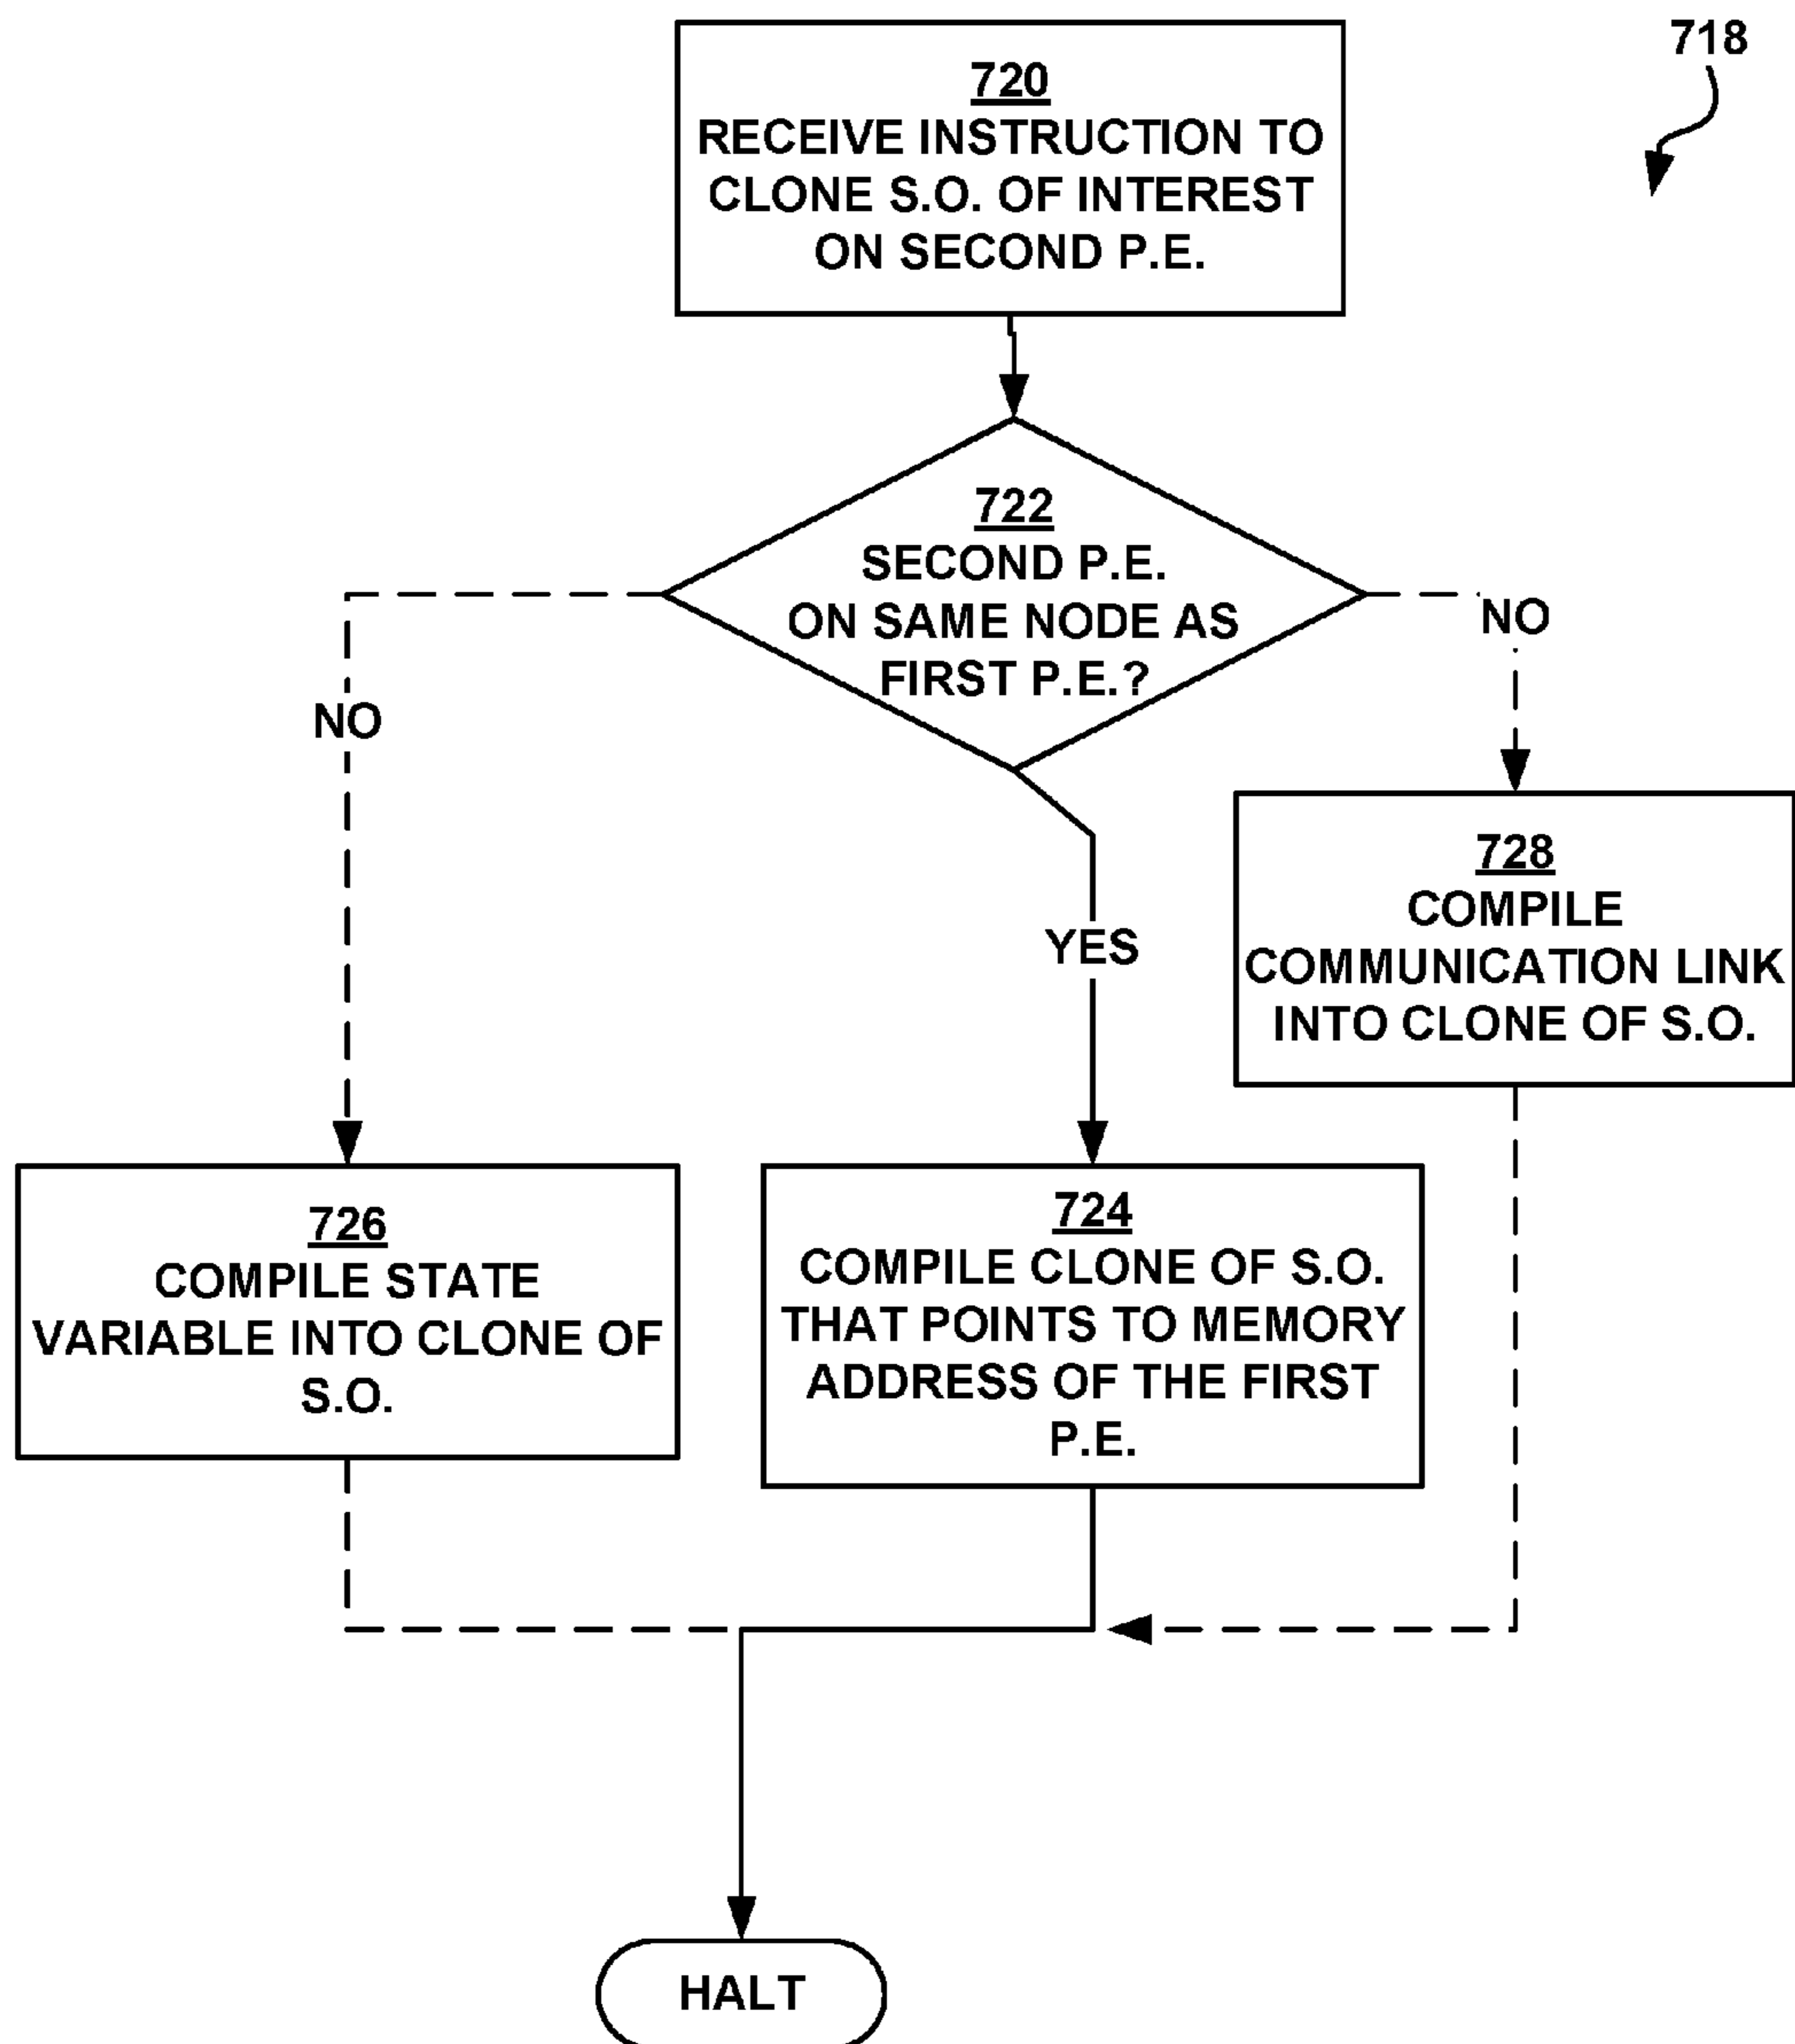 718
720
RECEIVE INSTRUCTION TO
CLONE S.O. OF INTEREST
ON SECOND P.E.
722
SECOND P.E.
ON SAME NODE AS
FIRST P.E.?
NO
NO
YES
728
COMPILE
COMMUNICATION LINK
INTO CLONE OF S.O.
726
COMPILE STATE
VARIABLE INTO CLONE OF
S.O.
724
COMPILE CLONE OF S.O.
THAT POINTS TO MEMORY
ADDRESS OF THE FIRST
P.E.
HALT